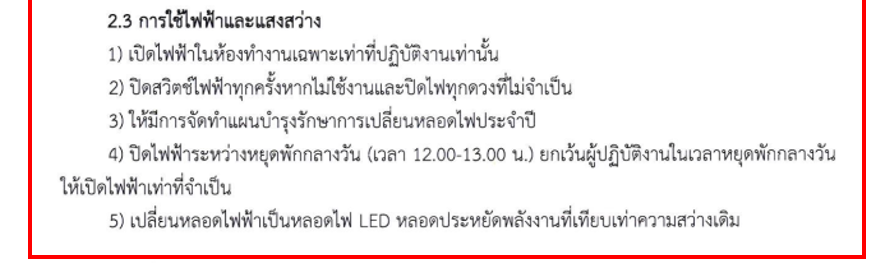 2.3 การใช้ไฟฟ้าและแสงสว่าง
1) เปิดไฟฟ้าในห้องทำงานเฉพาะเท่าที่ปฏิบัติงานเท่านั้น
2) ปิดสวิตซ์ไฟฟ้าทุกครั้งหากไม่ใช้งานและปิดไฟทุกดวงที่ไม่จำเป็น
3) ให้มีการจัดทำแผนบำรุงรักษาการเปลี่ยนหลอดไฟประจำปี
4) ปิดไฟฟ้าระหว่างหยุดพักกลางวัน (เวลา 12.00-13.00 น.) ยกเว้นผู้ปฏิบัติงานในเวลาหยุดพักกลางวัน
ให้เปิดไฟฟ้าเท่าที่จำเป็น
5) เปลี่ยนหลอดไฟฟ้าเป็นหลอดไฟ LED หลอดประหยัดพลังงานที่เทียบเท่าความสว่างเดิม